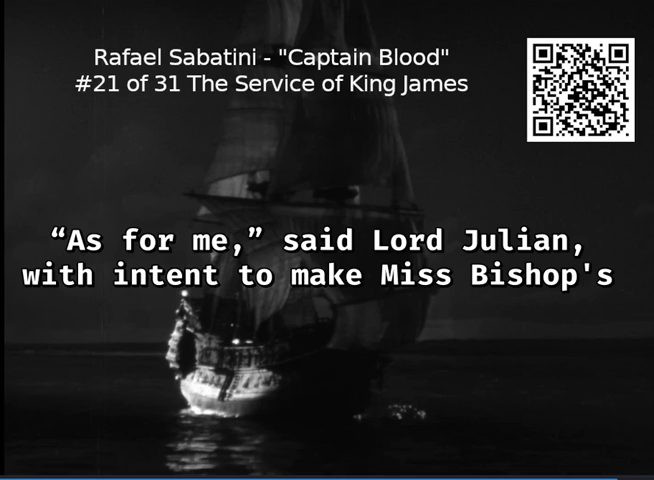 Rafael Sabatini - "Captain Blood"
#21 of 31 The Service of King James
“As for me,” said Lord Julian,
with intent to make Miss Bishop's